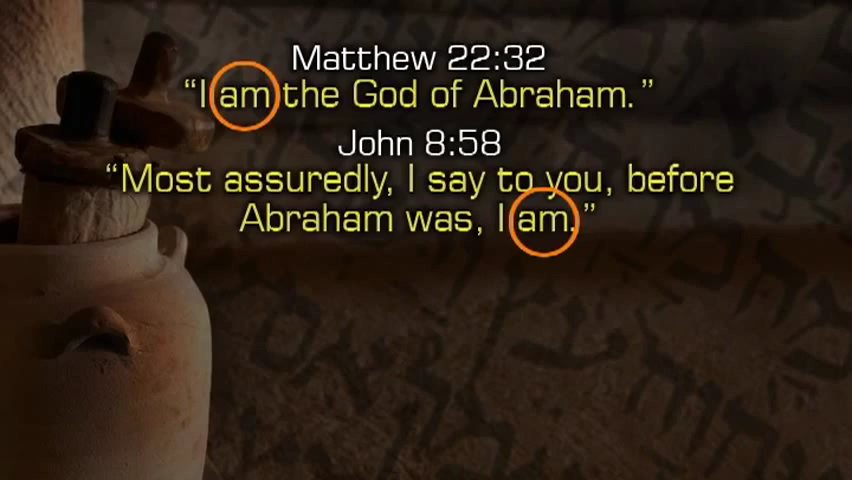 Matthew 22:32
“I am the God of Abraham.”
John 8:58
“Most assuredly, I say to you, before
Abraham was, I am.”